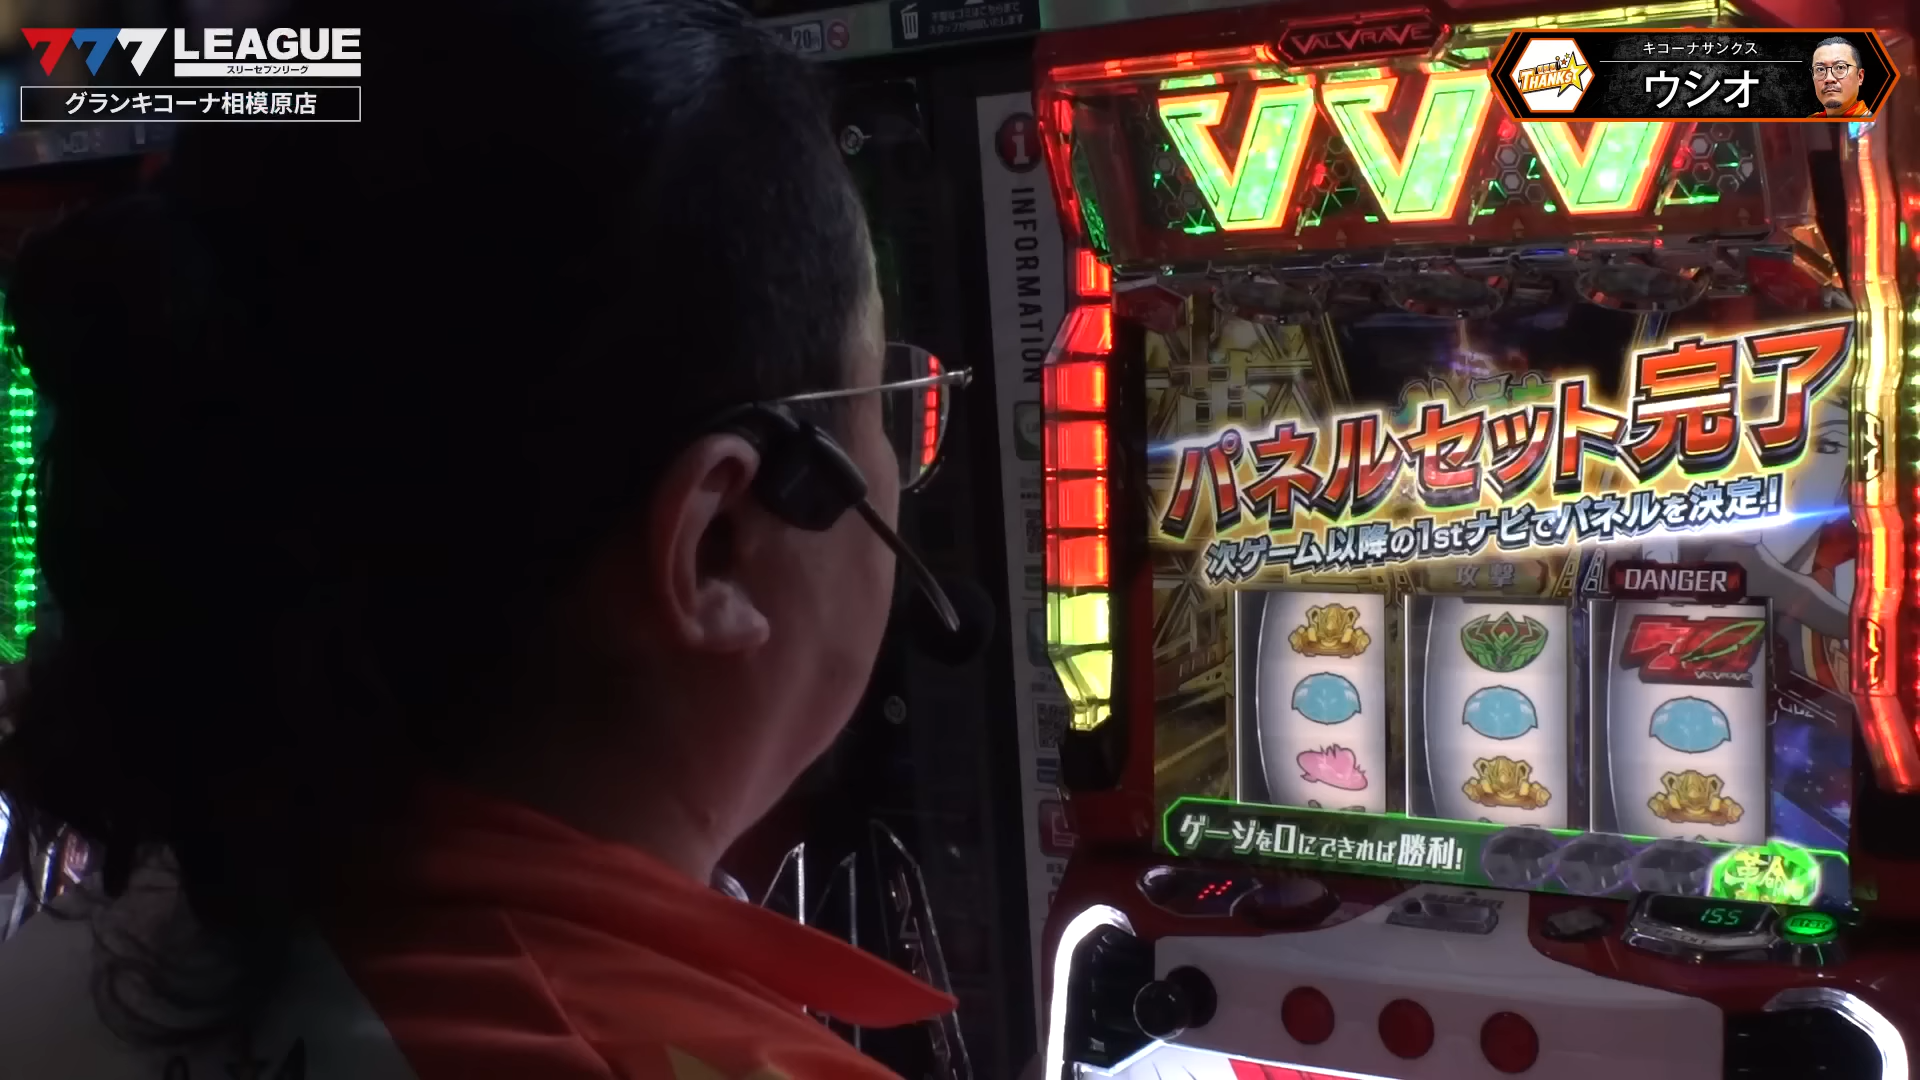 777 LEAGUE
スリーセブンリーグ
グランキコーナ相模原店
VALVRAVE
キコーナサンクス
ウシオ
THANKS
VVV
INFORMATION
パネルセット完了
次ゲーム以降の1stナビでパネルを決定!
攻撃
DANGER
VALVRAVE
ゲージを0にできれば勝利!
革命
155